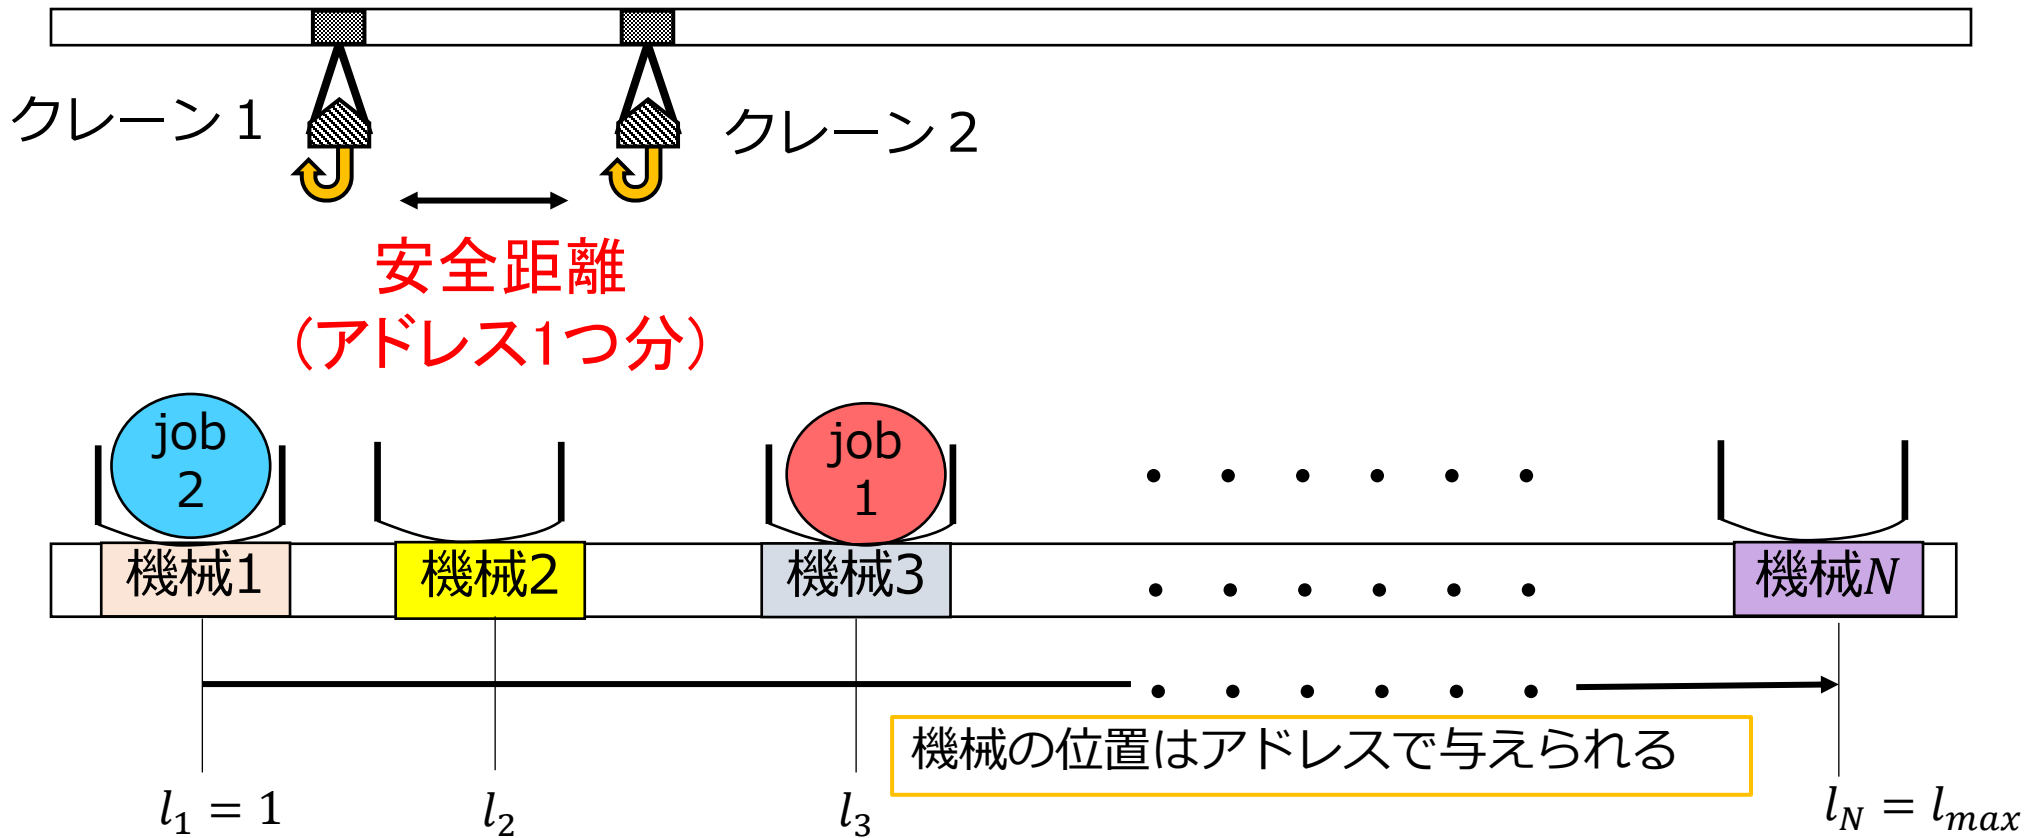 クレーン1
クレーン2
安全距離
(アドレス1つ分)
job
2
job
1
機械1
機械2
機械3
機械N
機械の位置はアドレスで与えられる
l₁ = 1
l₂
l₃
l_N = l_max